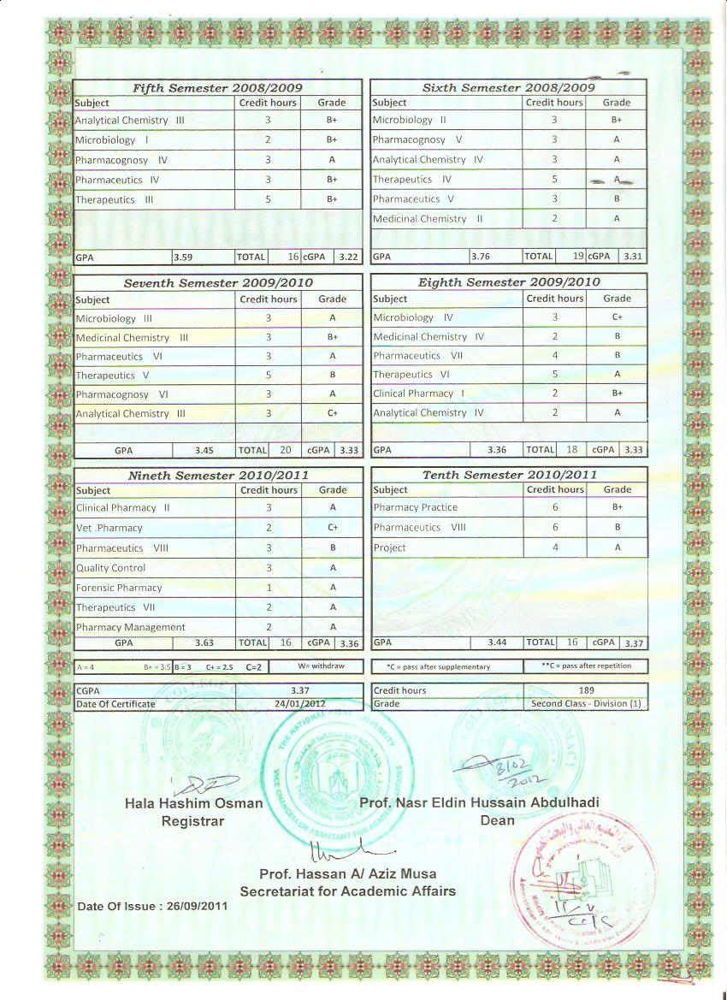 Fifth Semester 2008/2009
Subject Credit hours Grade
Analytical Chemistry III 3 B+
Microbiology I 2 B+
Pharmacognosy IV 3 A
Pharmaceutics IV 3 B+
Therapeutics III 5 B+
GPA 3.59 TOTAL 16 cGPA 3.22
Sixth Semester 2008/2009
Subject Credit hours Grade
Microbiology II 3 B+
Pharmacognosy V 3 A
Analytical Chemistry IV 3 A
Therapeutics IV 5 A
Pharmaceutics V 3 B
Medicinal Chemistry II 2 A
GPA 3.76 TOTAL 19 cGPA 3.31
Seventh Semester 2009/2010
Subject Credit hours Grade
Microbiology III 3 A
Medicinal Chemistry III 3 B+
Pharmaceutics VI 3 A
Therapeutics V 5 B
Pharmacognosy VI 3 A
Analytical Chemistry III 3 C+
GPA 3.45 TOTAL 20 cGPA 3.33
Eighth Semester 2009/2010
Subject Credit hours Grade
Microbiology IV 3 C+
Medicinal Chemistry IV 2 B
Pharmaceutics VII 4 B
Therapeutics VI 5 A
Clinical Pharmacy I 2 B+
Analytical Chemistry IV 2 A
GPA 3.36 TOTAL 18 cGPA 3.33
Nineth Semester 2010/2011
Subject Credit hours Grade
Clinical Pharmacy II 3 A
Vet .Pharmacy 2 C+
Pharmaceutics VIII 3 B
Quality Control 3 A
Forensic Pharmacy 1 A
Therapeutics VII 2 A
Pharmacy Management 2 A
GPA 3.63 TOTAL 16 cGPA 3.36
Tenth Semester 2010/2011
Subject Credit hours Grade
Pharmacy Practice 6 B+
Pharmaceutics VIII 6 B
Project 4 A
GPA 3.44 TOTAL 16 cGPA 3.37
A = 4 B+ = 3.5 B = 3 C+ = 2.5 C=2 W= withdraw
*C = pass after supplementary **C = pass after repetition
CGPA 3.37
Date Of Certificate 24/01/2012
Credit hours 189
Grade Second Class - Division (1)
8/02
2012
Hala Hashim Osman
Registrar
Prof. Nasr Eldin Hussain Abdulhadi
Dean
VICE CHANCELLOR ASSISTANT FOR ACADEMIC AFFAIRS
Prof. Hassan A/ Aziz Musa
Secretariat for Academic Affairs
وزارة التعليم العالي والبحث العلمي
Date Of Issue : 26/09/2011